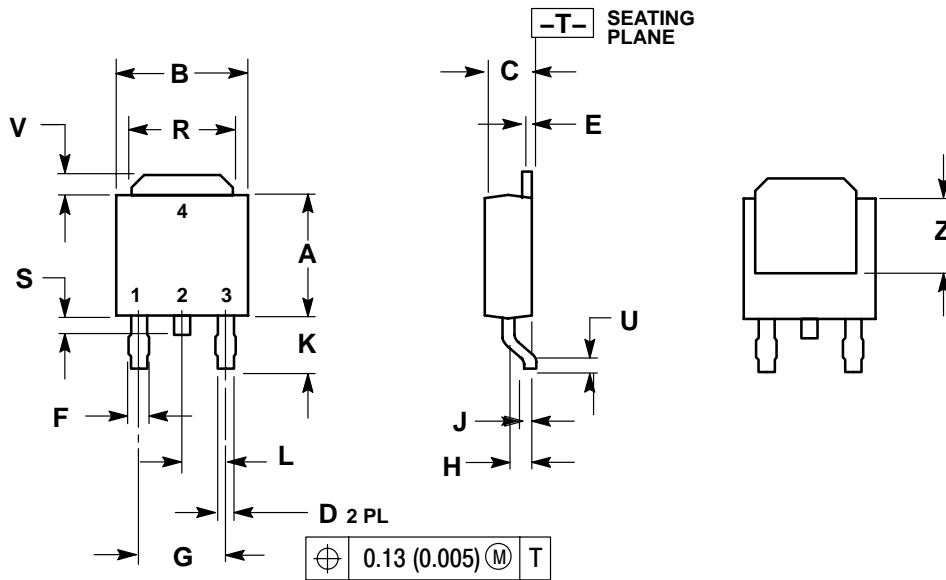 –T– SEATING
PLANE
C
B
E
V
R
4
A
Z
S
1 2 3
U
K
F
J
L
H
D 2 PL
G
⌖ 0.13 (0.005) Ⓜ T